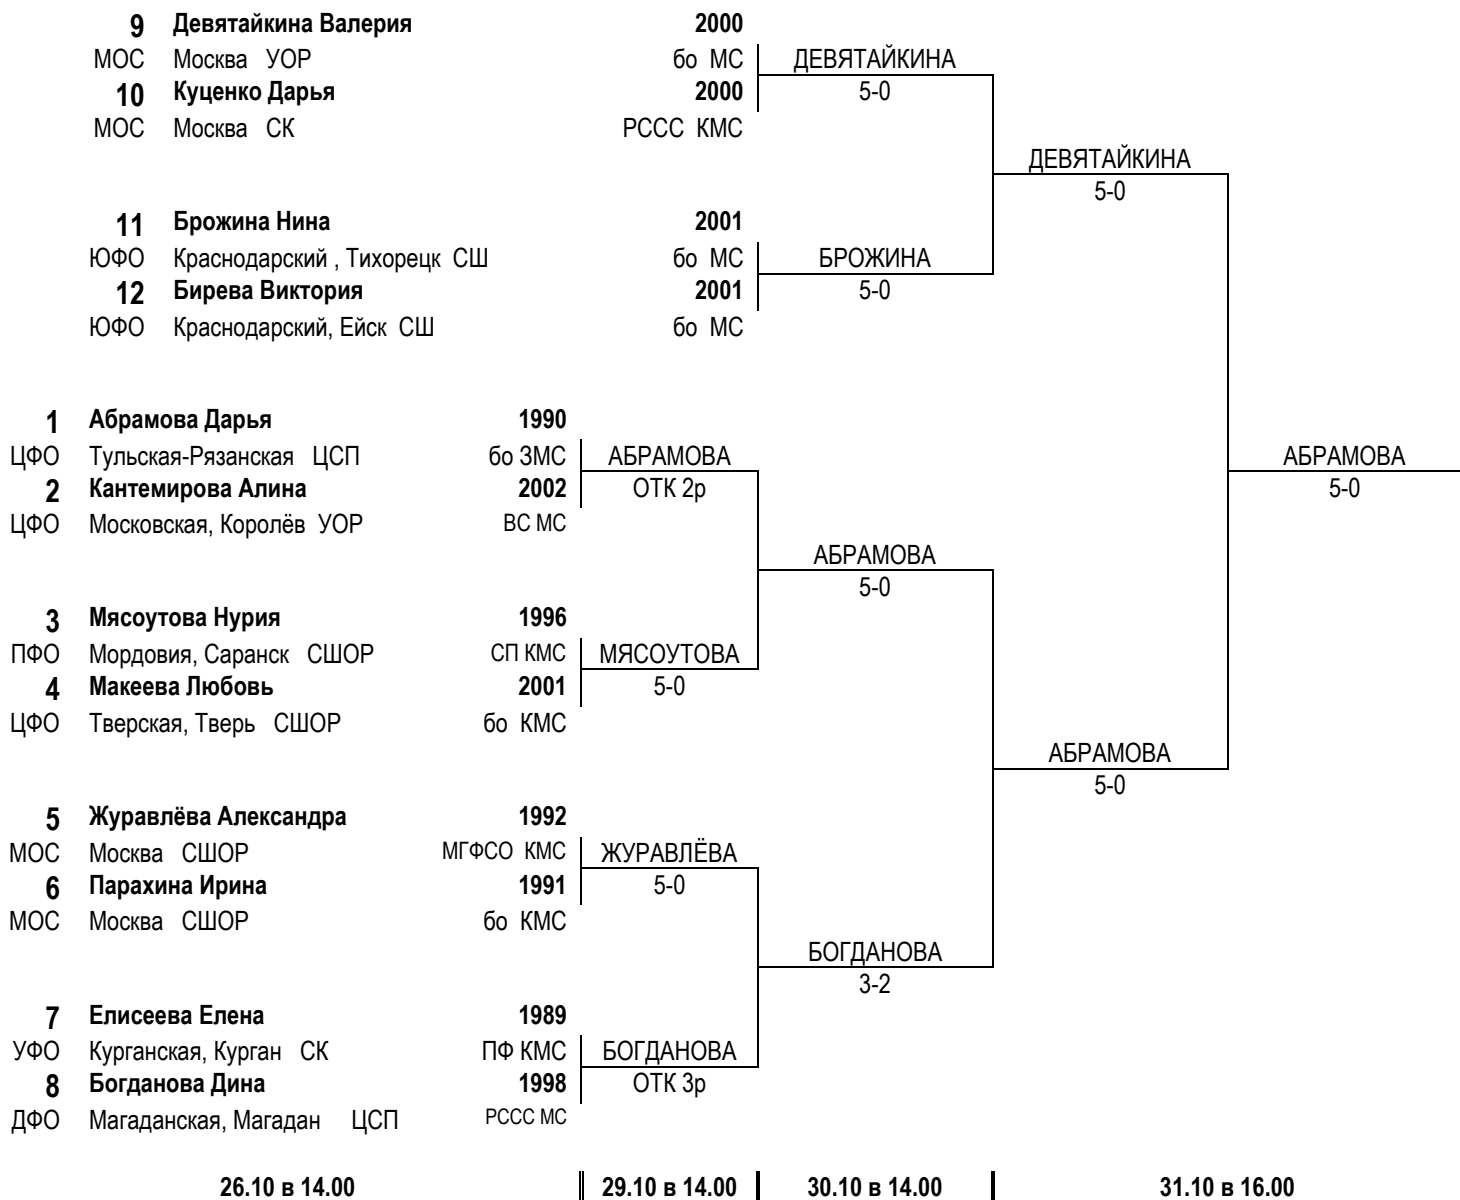 9 Девятайкина Валерия 2000
МОС Москва УОР бо МС ДЕВЯТАЙКИНА
10 Куценко Дарья 2000 5-0
МОС Москва СК РССС КМС
ДЕВЯТАЙКИНА
5-0
11 Брожина Нина 2001
ЮФО Краснодарский , Тихорецк СШ бо МС БРОЖИНА
12 Бирева Виктория 2001 5-0
ЮФО Краснодарский, Ейск СШ бо МС
1 Абрамова Дарья 1990
ЦФО Тульская-Рязанская ЦСП бо ЗМС АБРАМОВА АБРАМОВА
2 Кантемирова Алина 2002 ОТК 2р 5-0
ЦФО Московская, Королёв УОР ВС МС
АБРАМОВА
5-0
3 Мясоутова Нурия 1996
ПФО Мордовия, Саранск СШОР СП КМС МЯСОУТОВА
4 Макеева Любовь 2001 5-0
ЦФО Тверская, Тверь СШОР бо КМС
АБРАМОВА
5-0
5 Журавлёва Александра 1992
МОС Москва СШОР МГФСО КМС ЖУРАВЛЁВА
6 Парахина Ирина 1991 5-0
МОС Москва СШОР бо КМС
БОГДАНОВА
3-2
7 Елисеева Елена 1989
УФО Курганская, Курган СК ПФ КМС БОГДАНОВА
8 Богданова Дина 1998 ОТК 3р
ДФО Магаданская, Магадан ЦСП РССС МС
26.10 в 14.00 29.10 в 14.00 30.10 в 14.00 31.10 в 16.00